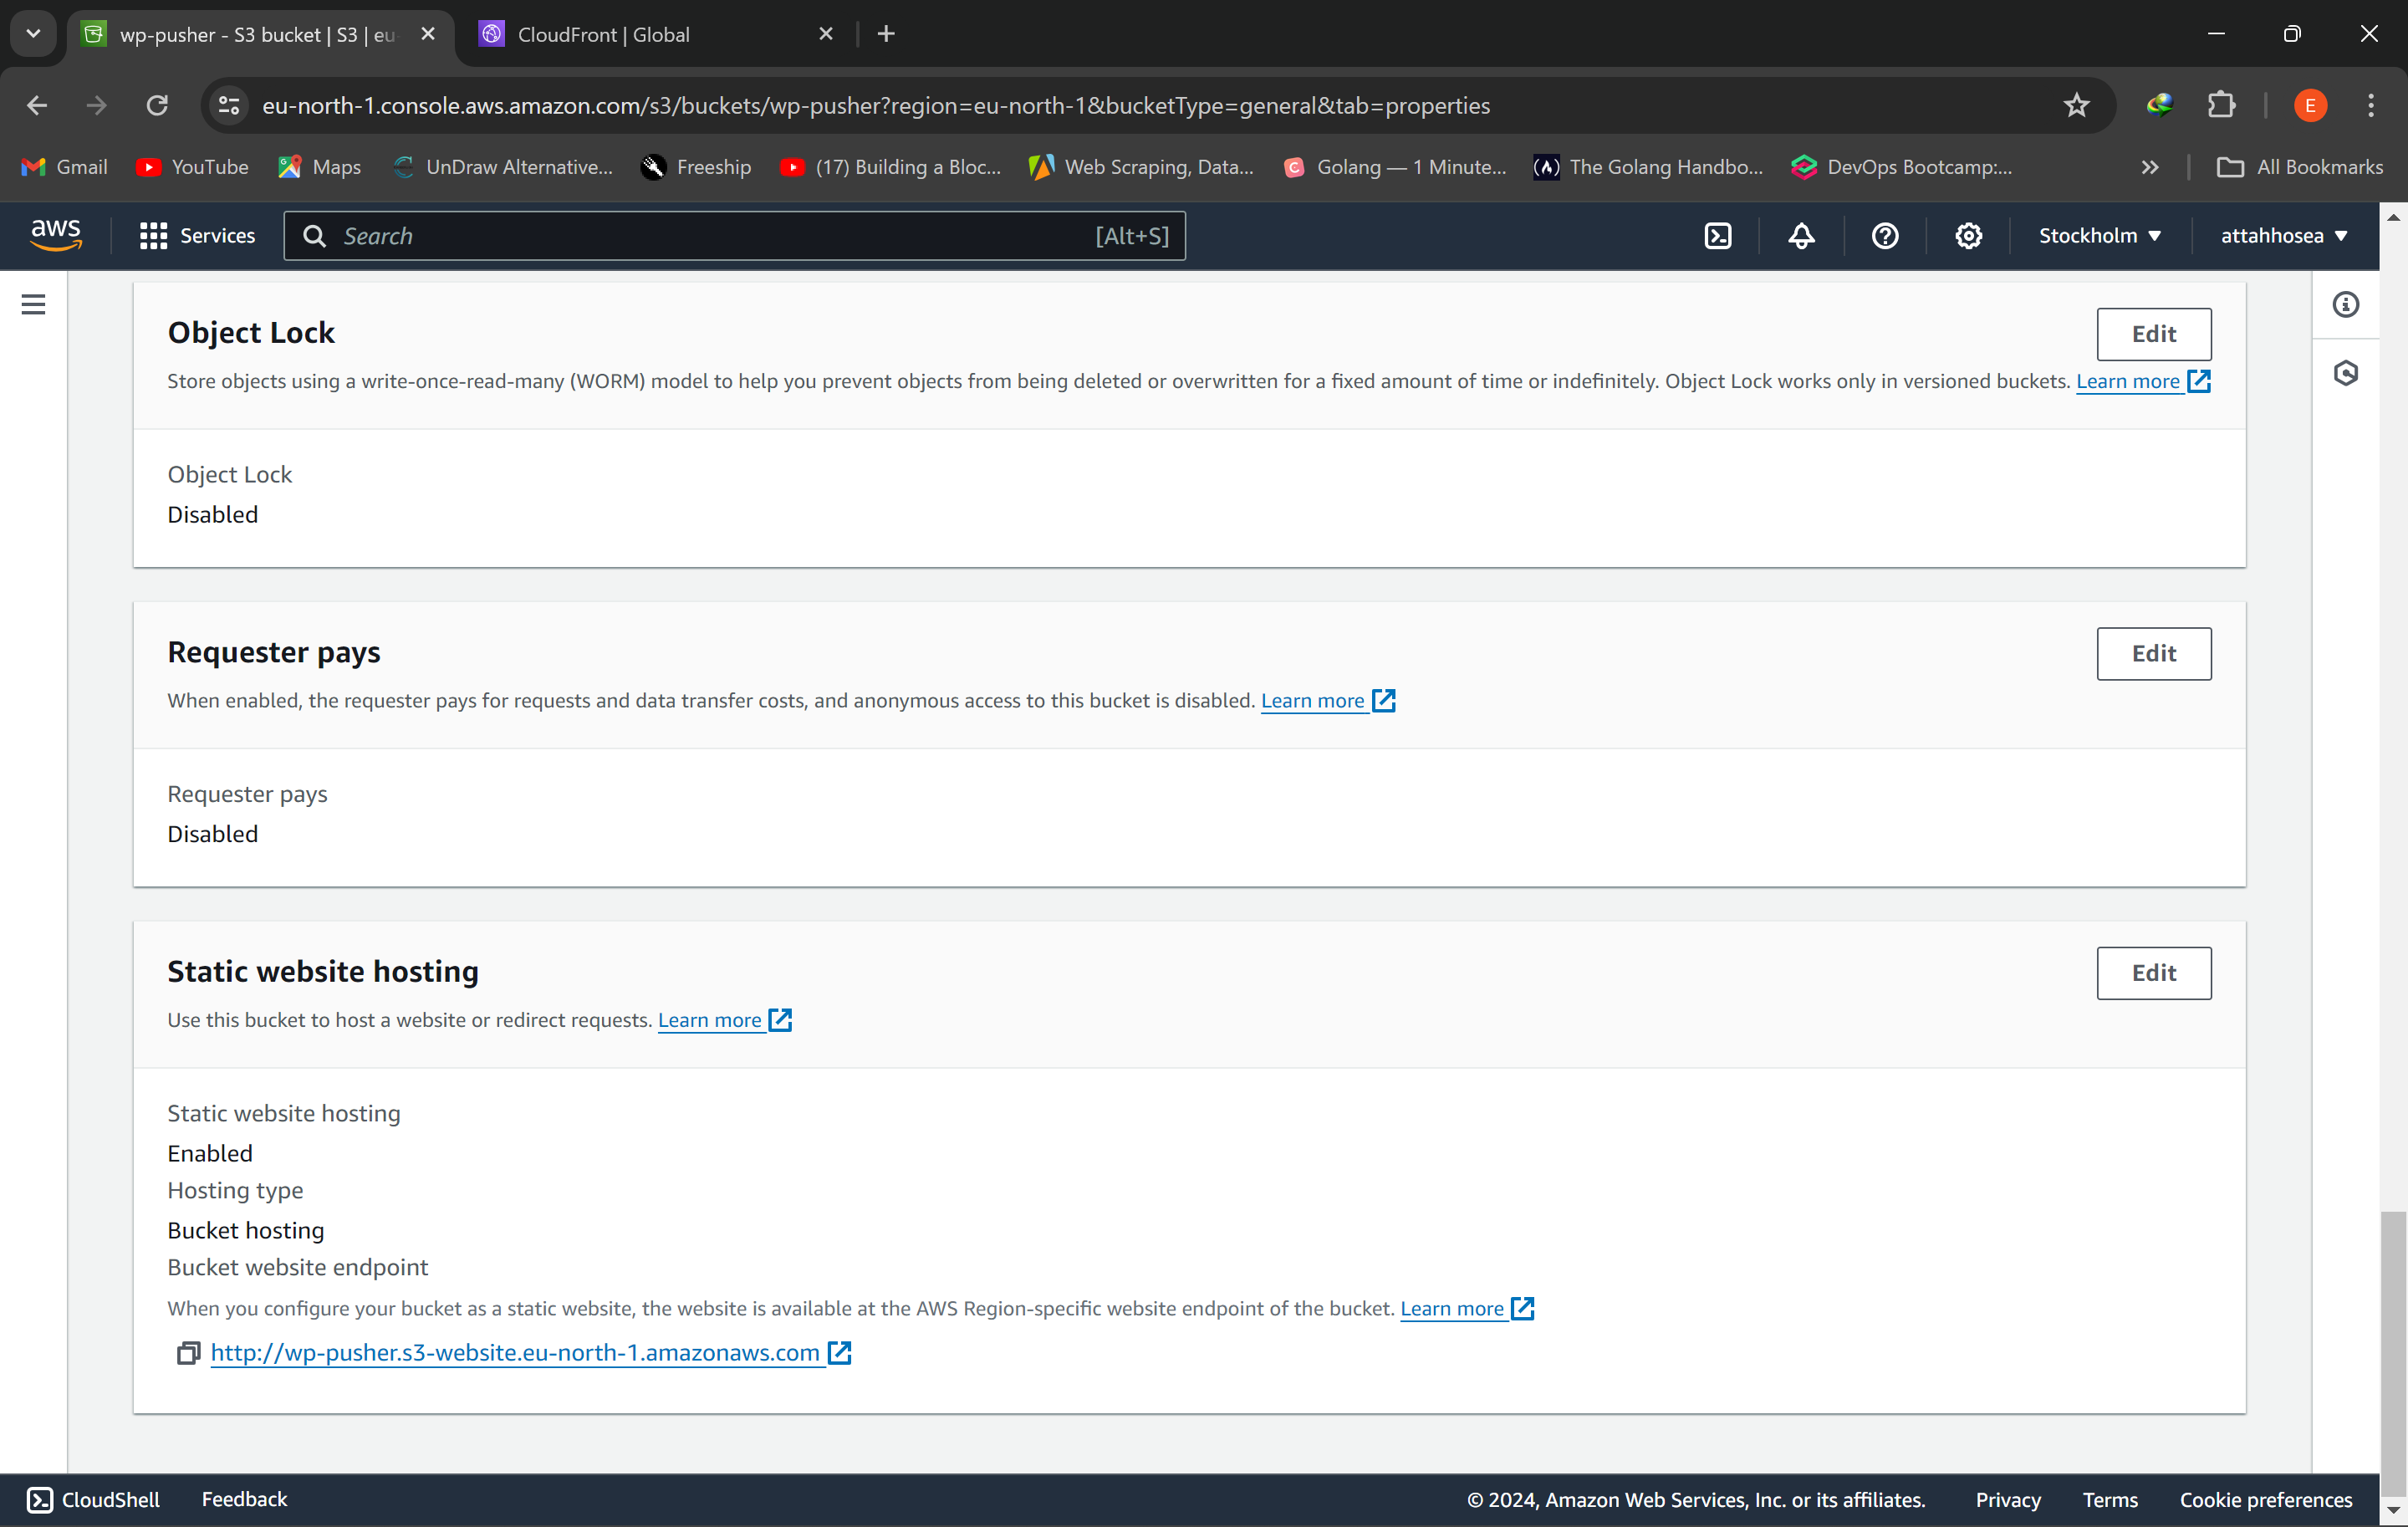 wp-pusher - S3 bucket | S3 | eu-
CloudFront | Global
eu-north-1.console.aws.amazon.com/s3/buckets/wp-pusher?region=eu-north-1&bucketType=general&tab=properties
E
Gmail
YouTube
Maps
UnDraw Alternative...
Freeship
(17) Building a Bloc...
Web Scraping, Data...
Golang — 1 Minute...
The Golang Handbo...
DevOps Bootcamp:...
All Bookmarks
aws
Services
Search
[Alt+S]
Stockholm
attahhosea
Object Lock
Edit
Store objects using a write-once-read-many (WORM) model to help you prevent objects from being deleted or overwritten for a fixed amount of time or indefinitely. Object Lock works only in versioned buckets. Learn more
Object Lock
Disabled
Requester pays
Edit
When enabled, the requester pays for requests and data transfer costs, and anonymous access to this bucket is disabled. Learn more
Requester pays
Disabled
Static website hosting
Edit
Use this bucket to host a website or redirect requests. Learn more
Static website hosting
Enabled
Hosting type
Bucket hosting
Bucket website endpoint
When you configure your bucket as a static website, the website is available at the AWS Region-specific website endpoint of the bucket. Learn more
http://wp-pusher.s3-website.eu-north-1.amazonaws.com
CloudShell
Feedback
© 2024, Amazon Web Services, Inc. or its affiliates.
Privacy
Terms
Cookie preferences